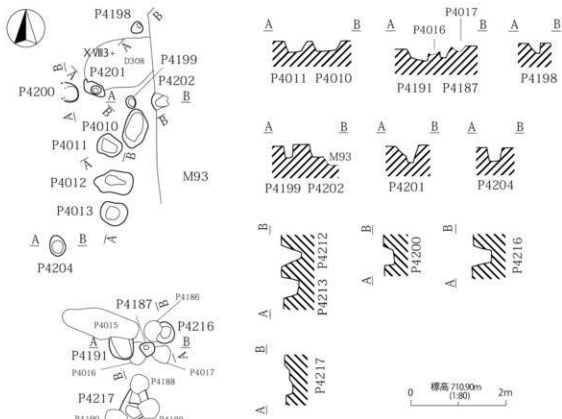 P4198
B
A
XVIII3+
D308
P4199
P4201
P4202
B
A
P4200
A
B
B
A
B
P4010
P4011
A
B
P4012
M93
P4013
A
A
B
P4204
P4187
B
P4186
P4015
P4216
A
B
P4191
A
P4016
P4017
B
P4188
P4217
P4190
P4189
A
B
P4011 P4010
A
B
P4016
P4017
P4191 P4187
A
B
P4198
A
B
M93
P4199 P4202
A
B
P4201
A
B
P4204
B
P4212
P4213
A
B
P4200
A
B
P4216
A
B
P4217
A
標高 710.90m
(1:80)
0 2m